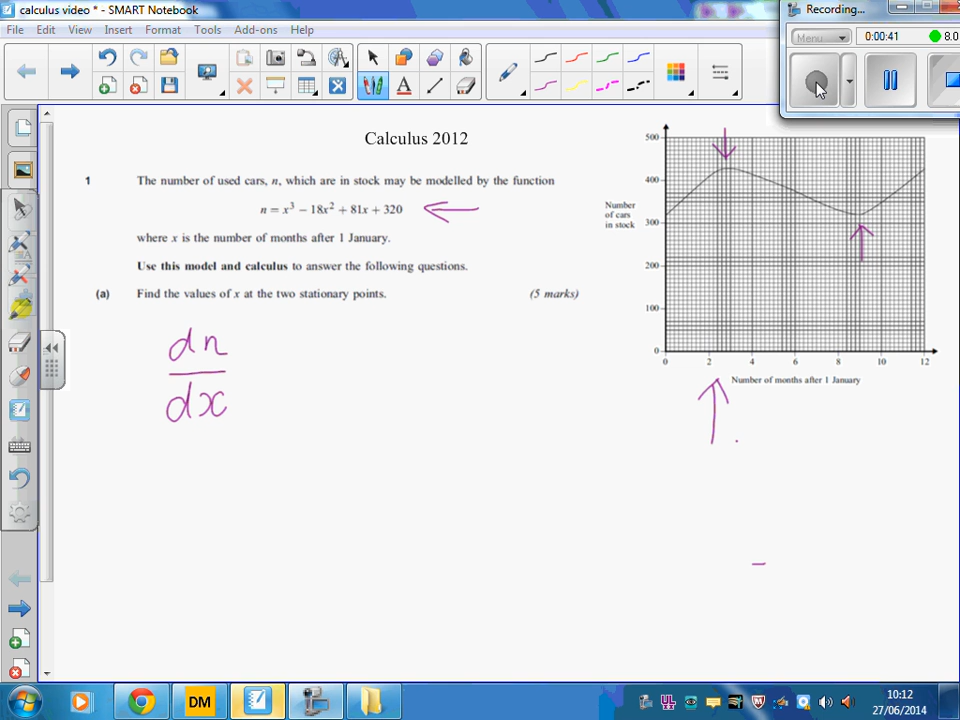 calculus video * - SMART Notebook
Recording...
File Edit View Insert Format Tools Add-ons Help
Menu 0:00:41 8.0
Calculus 2012
1 The number of used cars, n, which are in stock may be modelled by the function
n = x³ − 18x² + 81x + 320
where x is the number of months after 1 January.
Use this model and calculus to answer the following questions.
(a) Find the values of x at the two stationary points. (5 marks)
dn
dx
500
400
Number
of cars
in stock
300
200
100
0
0 2 4 6 8 10 12
Number of months after 1 January
DM
10:12
27/06/2014